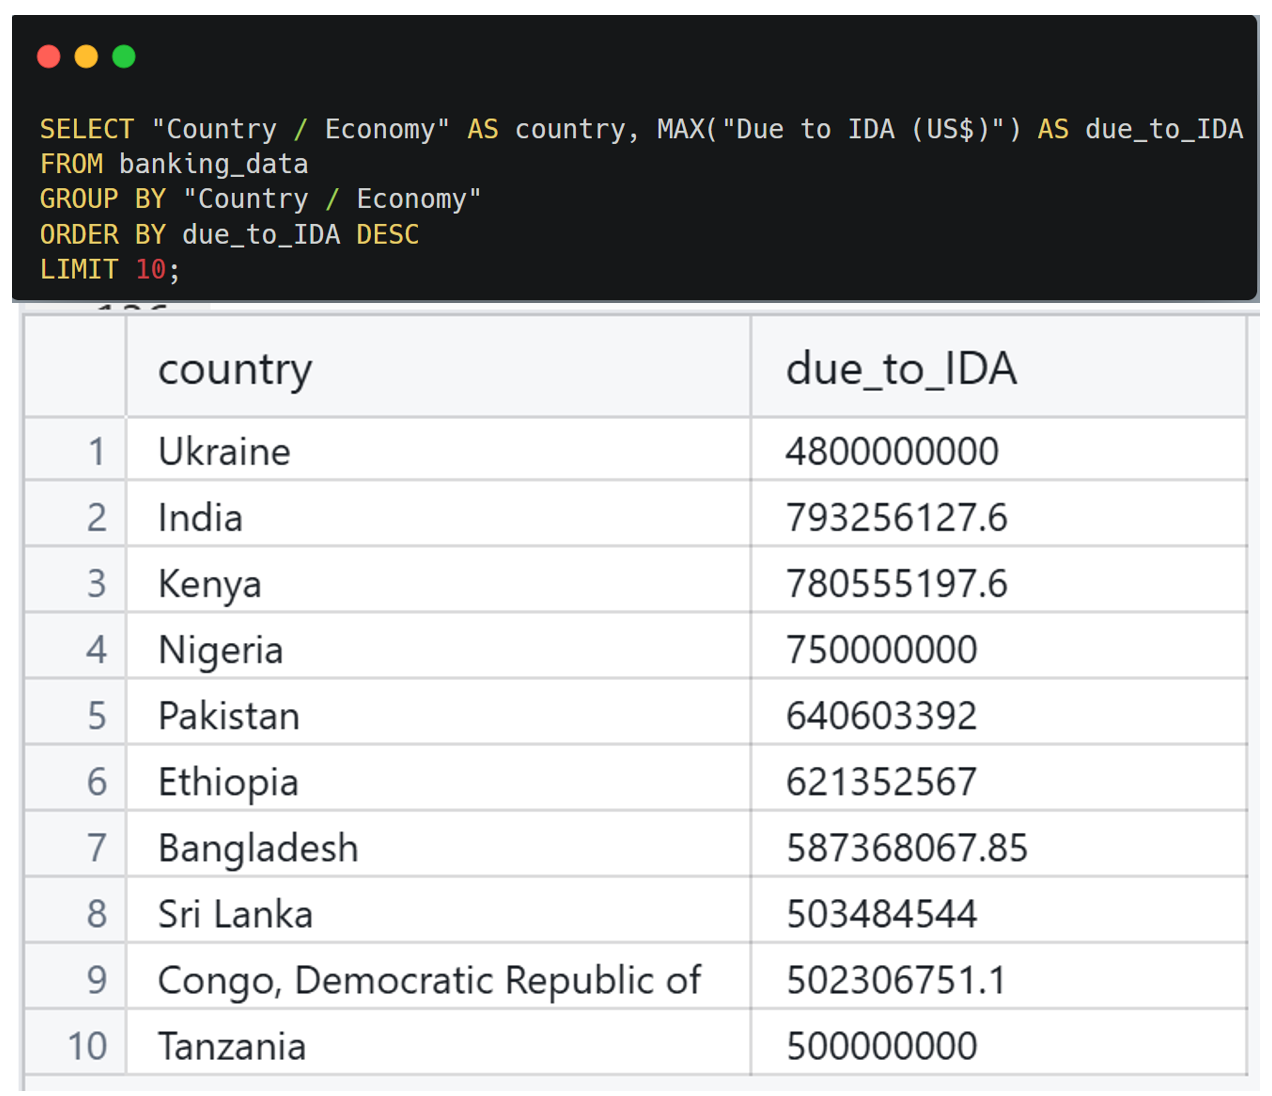 SELECT "Country / Economy" AS country, MAX("Due to IDA (US$)") AS due_to_IDA
FROM banking_data
GROUP BY "Country / Economy"
ORDER BY due_to_IDA DESC
LIMIT 10;
country due_to_IDA
1 Ukraine 4800000000
2 India 793256127.6
3 Kenya 780555197.6
4 Nigeria 750000000
5 Pakistan 640603392
6 Ethiopia 621352567
7 Bangladesh 587368067.85
8 Sri Lanka 503484544
9 Congo, Democratic Republic of 502306751.1
10 Tanzania 500000000